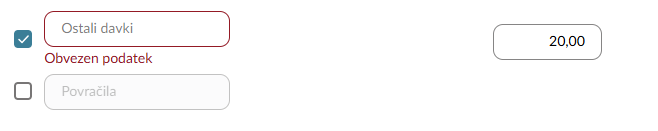 Ostali davki
20,00
Obvezen podatek
Povračila